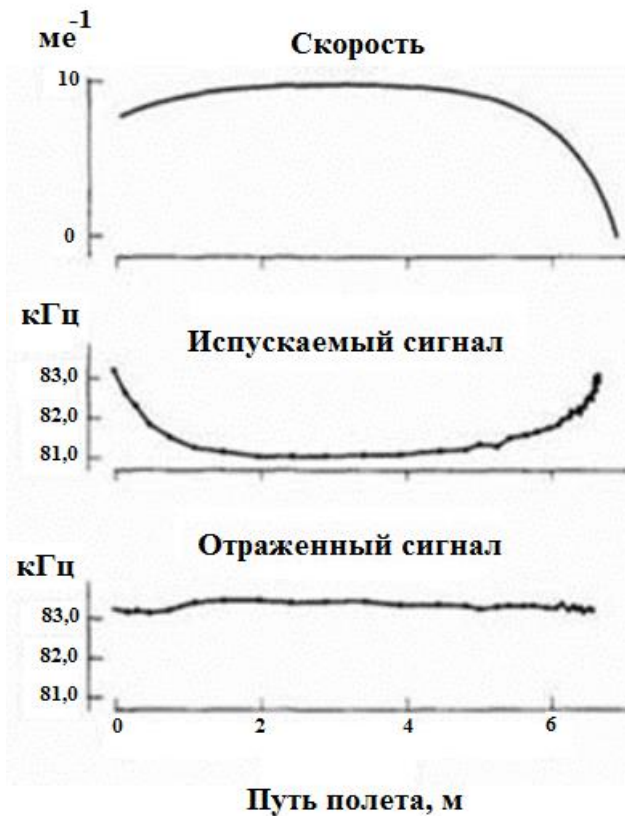 ме⁻¹
Скорость
10
0
кГц
Испускаемый сигнал
83,0
82,0
81,0
Отраженный сигнал
кГц
83,0
82,0
81,0
0 2 4 6
Путь полета, м